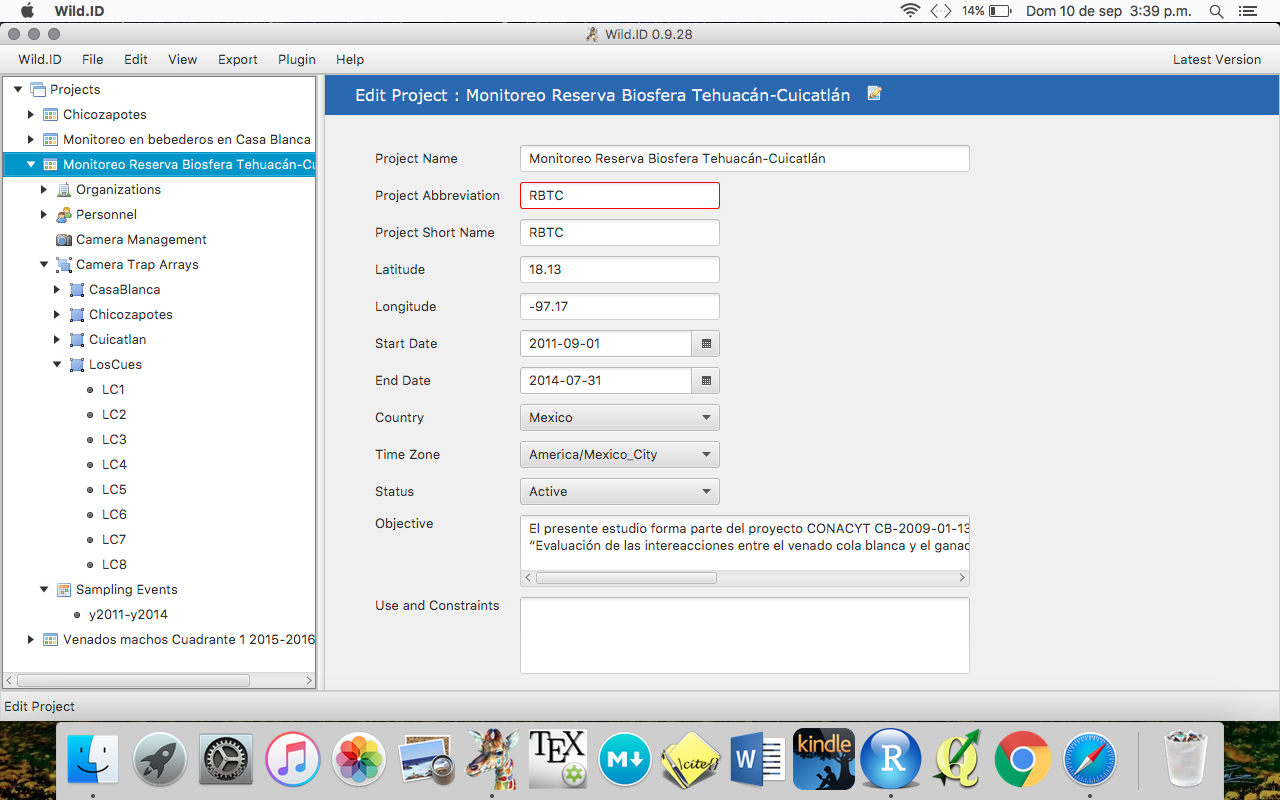 Wild.ID
14%
Dom 10 de sep 3:39 p.m.
Wild.ID 0.9.28
Wild.ID File Edit View Export Plugin Help
Latest Version
Projects
Chicozapotes
Monitoreo en bebederos en Casa Blanca
Monitoreo Reserva Biosfera Tehuacán-Cu
Organizations
Personnel
Camera Management
Camera Trap Arrays
CasaBlanca
Chicozapotes
Cuicatlan
LosCues
LC1
LC2
LC3
LC4
LC5
LC6
LC7
LC8
Sampling Events
y2011-y2014
Venados machos Cuadrante 1 2015-2016
Edit Project : Monitoreo Reserva Biosfera Tehuacán-Cuicatlán
Project Name Monitoreo Reserva Biosfera Tehuacán-Cuicatlán
Project Abbreviation RBTC
Project Short Name RBTC
Latitude 18.13
Longitude -97.17
Start Date 2011-09-01
End Date 2014-07-31
Country Mexico
Time Zone America/Mexico_City
Status Active
Objective El presente estudio forma parte del proyecto CONACYT CB-2009-01-13
“Evaluación de las intereacciones entre el venado cola blanca y el ganad
Use and Constraints
Edit Project
TEX
M
{cite}
W
kindle
R